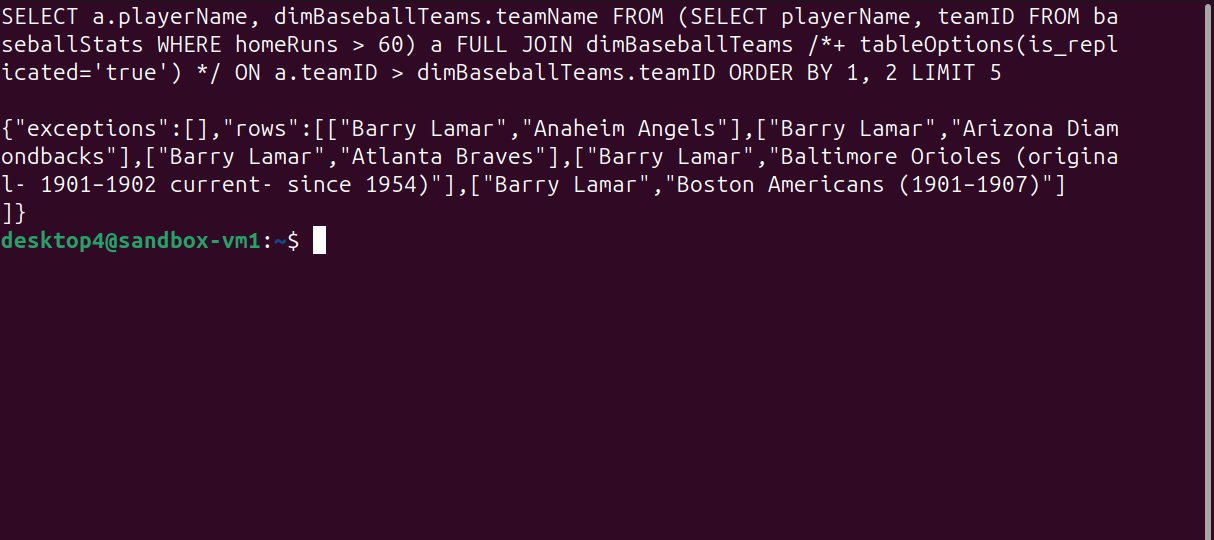 SELECT a.playerName, dimBaseballTeams.teamName FROM (SELECT playerName, teamID FROM ba
seballStats WHERE homeRuns > 60) a FULL JOIN dimBaseballTeams /*+ tableOptions(is_repl
icated='true') */ ON a.teamID > dimBaseballTeams.teamID ORDER BY 1, 2 LIMIT 5
{"exceptions":[],"rows":[["Barry Lamar","Anaheim Angels"],["Barry Lamar","Arizona Diam
ondbacks"],["Barry Lamar","Atlanta Braves"],["Barry Lamar","Baltimore Orioles (origina
l- 1901–1902 current- since 1954)"],["Barry Lamar","Boston Americans (1901–1907)"]
]}
desktop4@sandbox-vm1:~$